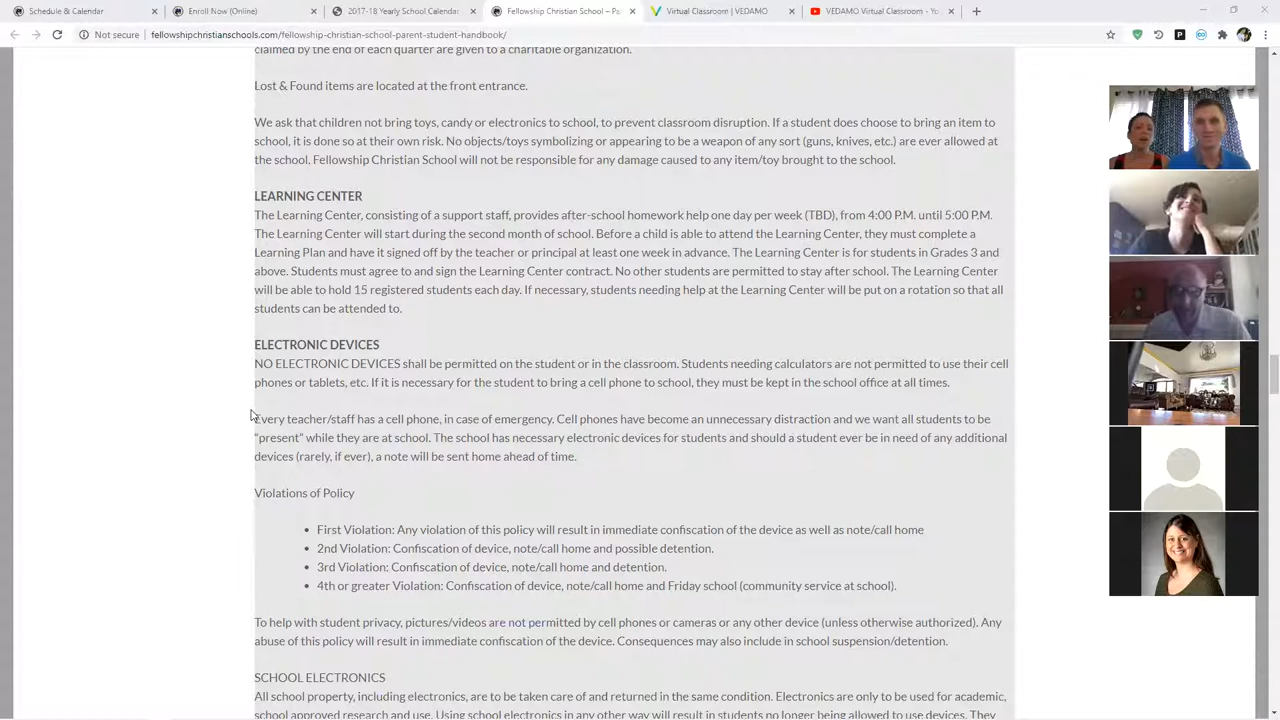 Schedule & Calendar
Enroll Now (Online)
2017-18 Yearly School Calendar
Fellowship Christian School – Pa
Virtual Classroom | VEDAMO
VEDAMO Virtual Classroom - Yo
Not secure | fellowshipchristianschools.com/fellowship-christian-school-parent-student-handbook/
claimed by the end of each quarter are given to a charitable organization.
Lost & Found items are located at the front entrance.
We ask that children not bring toys, candy or electronics to school, to prevent classroom disruption. If a student does choose to bring an item to
school, it is done so at their own risk. No objects/toys symbolizing or appearing to be a weapon of any sort (guns, knives, etc.) are ever allowed at
the school. Fellowship Christian School will not be responsible for any damage caused to any item/toy brought to the school.
LEARNING CENTER
The Learning Center, consisting of a support staff, provides after-school homework help one day per week (TBD), from 4:00 P.M. until 5:00 P.M.
The Learning Center will start during the second month of school. Before a child is able to attend the Learning Center, they must complete a
Learning Plan and have it signed off by the teacher or principal at least one week in advance. The Learning Center is for students in Grades 3 and
above. Students must agree to and sign the Learning Center contract. No other students are permitted to stay after school. The Learning Center
will be able to hold 15 registered students each day. If necessary, students needing help at the Learning Center will be put on a rotation so that all
students can be attended to.
ELECTRONIC DEVICES
NO ELECTRONIC DEVICES shall be permitted on the student or in the classroom. Students needing calculators are not permitted to use their cell
phones or tablets, etc. If it is necessary for the student to bring a cell phone to school, they must be kept in the school office at all times.
Every teacher/staff has a cell phone, in case of emergency. Cell phones have become an unnecessary distraction and we want all students to be
“present” while they are at school. The school has necessary electronic devices for students and should a student ever be in need of any additional
devices (rarely, if ever), a note will be sent home ahead of time.
Violations of Policy
• First Violation: Any violation of this policy will result in immediate confiscation of the device as well as note/call home
• 2nd Violation: Confiscation of device, note/call home and possible detention.
• 3rd Violation: Confiscation of device, note/call home and detention.
• 4th or greater Violation: Confiscation of device, note/call home and Friday school (community service at school).
To help with student privacy, pictures/videos are not permitted by cell phones or cameras or any other device (unless otherwise authorized). Any
abuse of this policy will result in immediate confiscation of the device. Consequences may also include in school suspension/detention.
SCHOOL ELECTRONICS
All school property, including electronics, are to be taken care of and returned in the same condition. Electronics are only to be used for academic,
school approved research and use. Using school electronics in any other way will result in students no longer being allowed to use devices. They